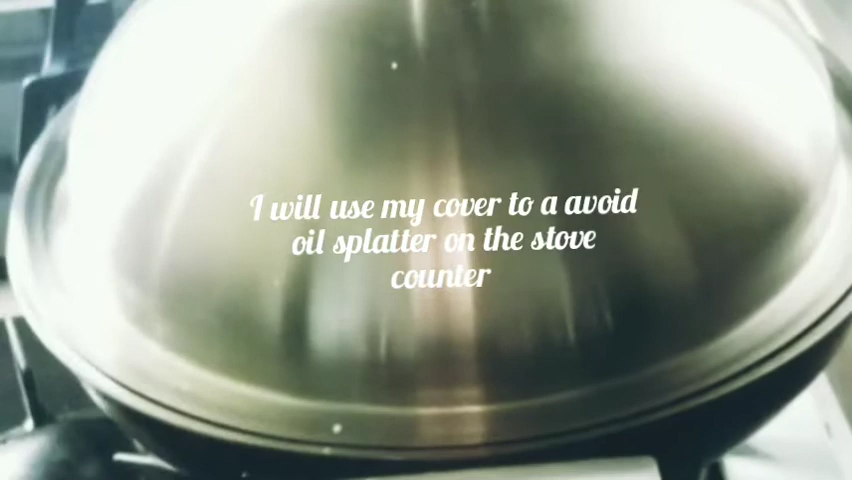 I will use my cover to a avoid
oil splatter on the stove
counter